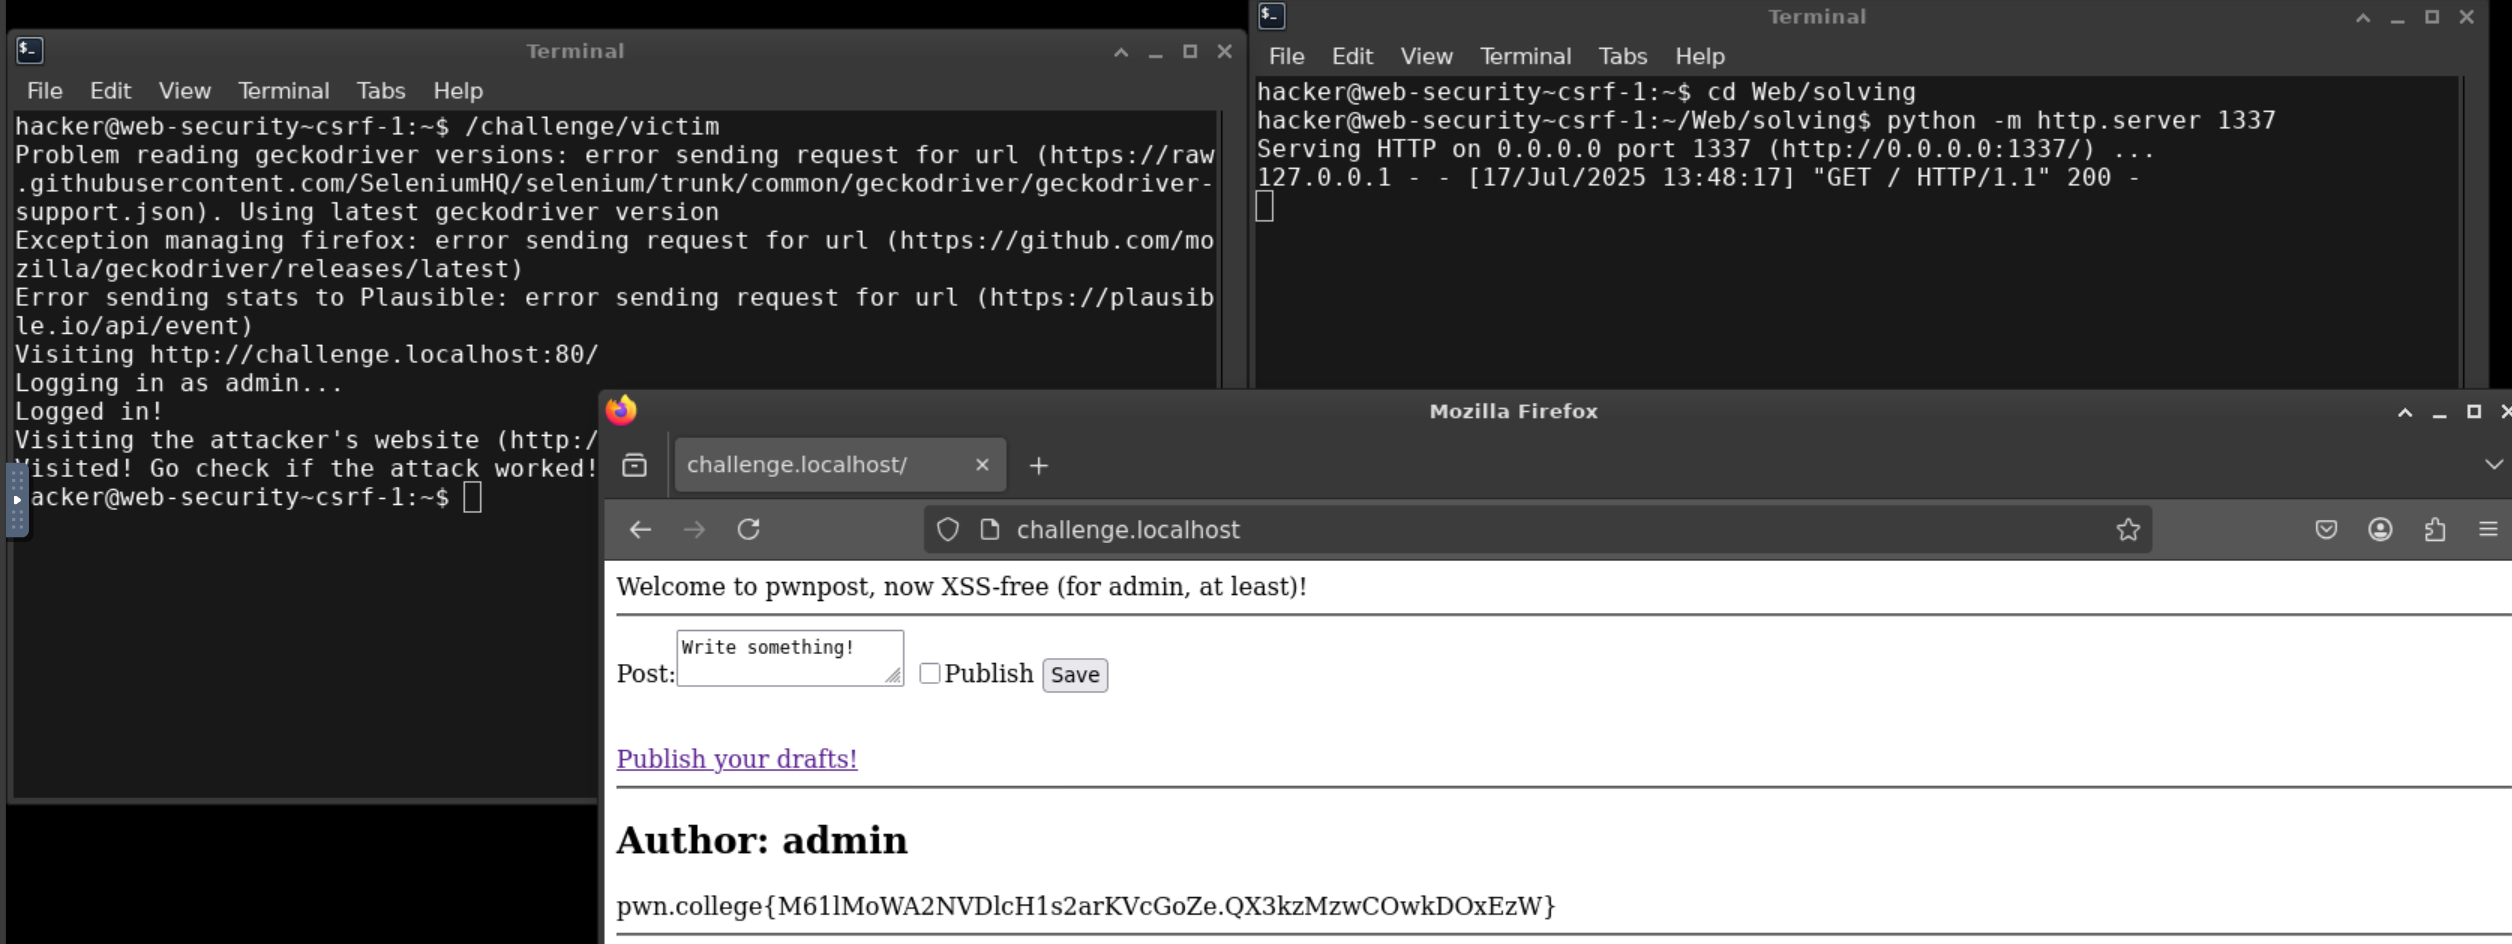 Terminal
File Edit View Terminal Tabs Help
hacker@web-security~csrf-1:~$ /challenge/victim
Problem reading geckodriver versions: error sending request for url (https://raw
.githubusercontent.com/SeleniumHQ/selenium/trunk/common/geckodriver/geckodriver-
support.json). Using latest geckodriver version
Exception managing firefox: error sending request for url (https://github.com/mo
zilla/geckodriver/releases/latest)
Error sending stats to Plausible: error sending request for url (https://plausib
le.io/api/event)
Visiting http://challenge.localhost:80/
Logging in as admin...
Logged in!
Visiting the attacker's website (http:/
Visited! Go check if the attack worked!
hacker@web-security~csrf-1:~$
Terminal
File Edit View Terminal Tabs Help
hacker@web-security~csrf-1:~$ cd Web/solving
hacker@web-security~csrf-1:~/Web/solving$ python -m http.server 1337
Serving HTTP on 0.0.0.0 port 1337 (http://0.0.0.0:1337/) ...
127.0.0.1 - - [17/Jul/2025 13:48:17] "GET / HTTP/1.1" 200 -
Mozilla Firefox
challenge.localhost/
challenge.localhost
Welcome to pwnpost, now XSS-free (for admin, at least)!
Post: Write something! Publish Save
Publish your drafts!
Author: admin
pwn.college{M61lMoWA2NVDlcH1s2arKVcGoZe.QX3kzMzwCOwkDOxEzW}